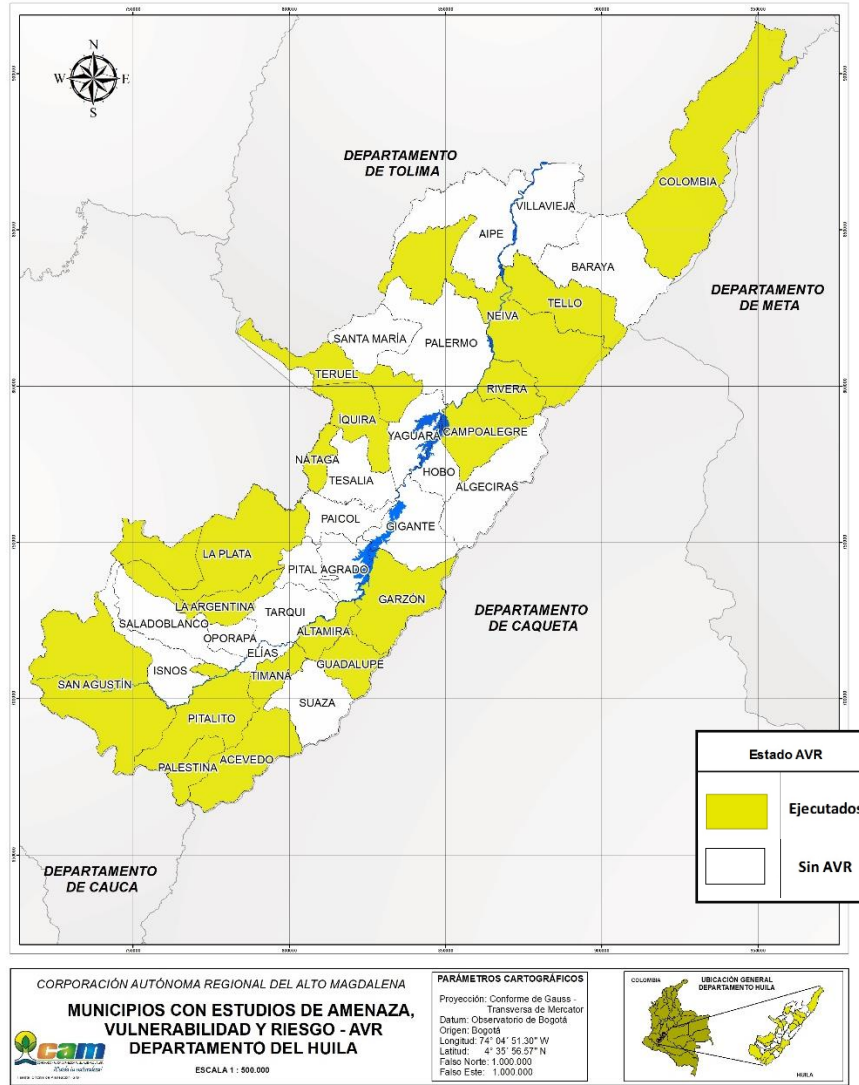 N
W E
S
DEPARTAMENTO
DE TOLIMA
COLOMBIA
VILLAVIEJA
AIPE
BARAYA
DEPARTAMENTO
DE META
TELLO
NEIVA
SANTA MARÍA
PALERMO
TERUEL
RIVERA
ÍQUIRA
YAGUARÁ
CAMPOALEGRE
NÁTAGA
HOBO
TESALIA
ALGECIRAS
PAICOL
GIGANTE
LA PLATA
PITAL
AGRADO
GARZÓN
DEPARTAMENTO
DE CAQUETA
LA ARGENTINA
TARQUI
SALADOBLANCO
ALTAMIRA
OPORAPA
ELÍAS
GUADALUPE
ISNOS
TIMANÁ
SAN AGUSTÍN
SUAZA
PITALITO
ACEVEDO
PALESTINA
DEPARTAMENTO
DE CAUCA
Estado AVR
Ejecutados
Sin AVR
CORPORACIÓN AUTÓNOMA REGIONAL DEL ALTO MAGDALENA
MUNICIPIOS CON ESTUDIOS DE AMENAZA,
VULNERABILIDAD Y RIESGO - AVR
DEPARTAMENTO DEL HUILA
ESCALA 1 : 500.000
cam
PARÁMETROS CARTOGRÁFICOS
Proyección: Conforme de Gauss -
Transversa de Mercator
Datum: Observatorio de Bogotá
Origen: Bogotá
Longitud: 74° 04´ 51.30" W
Latitud: 4° 35´ 56.57" N
Falso Norte: 1.000.000
Falso Este: 1.000.000
COLOMBIA
UBICACIÓN GENERAL
DEPARTAMENTO HUILA
HUILA